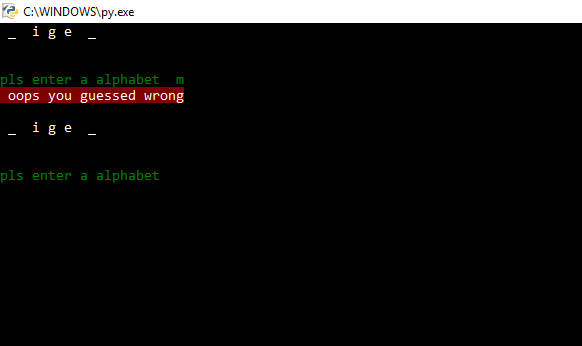 C:\WINDOWS\py.exe
_ i g e _
pls enter a alphabet m
oops you guessed wrong
_ i g e _
pls enter a alphabet